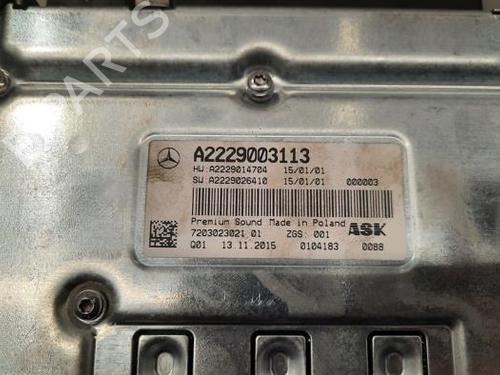 A2229003113
HW:A2229014704 15/01/01
SW:A2229026410 15/01/01 000003
Premium Sound Made in Poland
7203023021 01 ZGS: 001 ASK
Q01 13.11.2015 0104183 0088